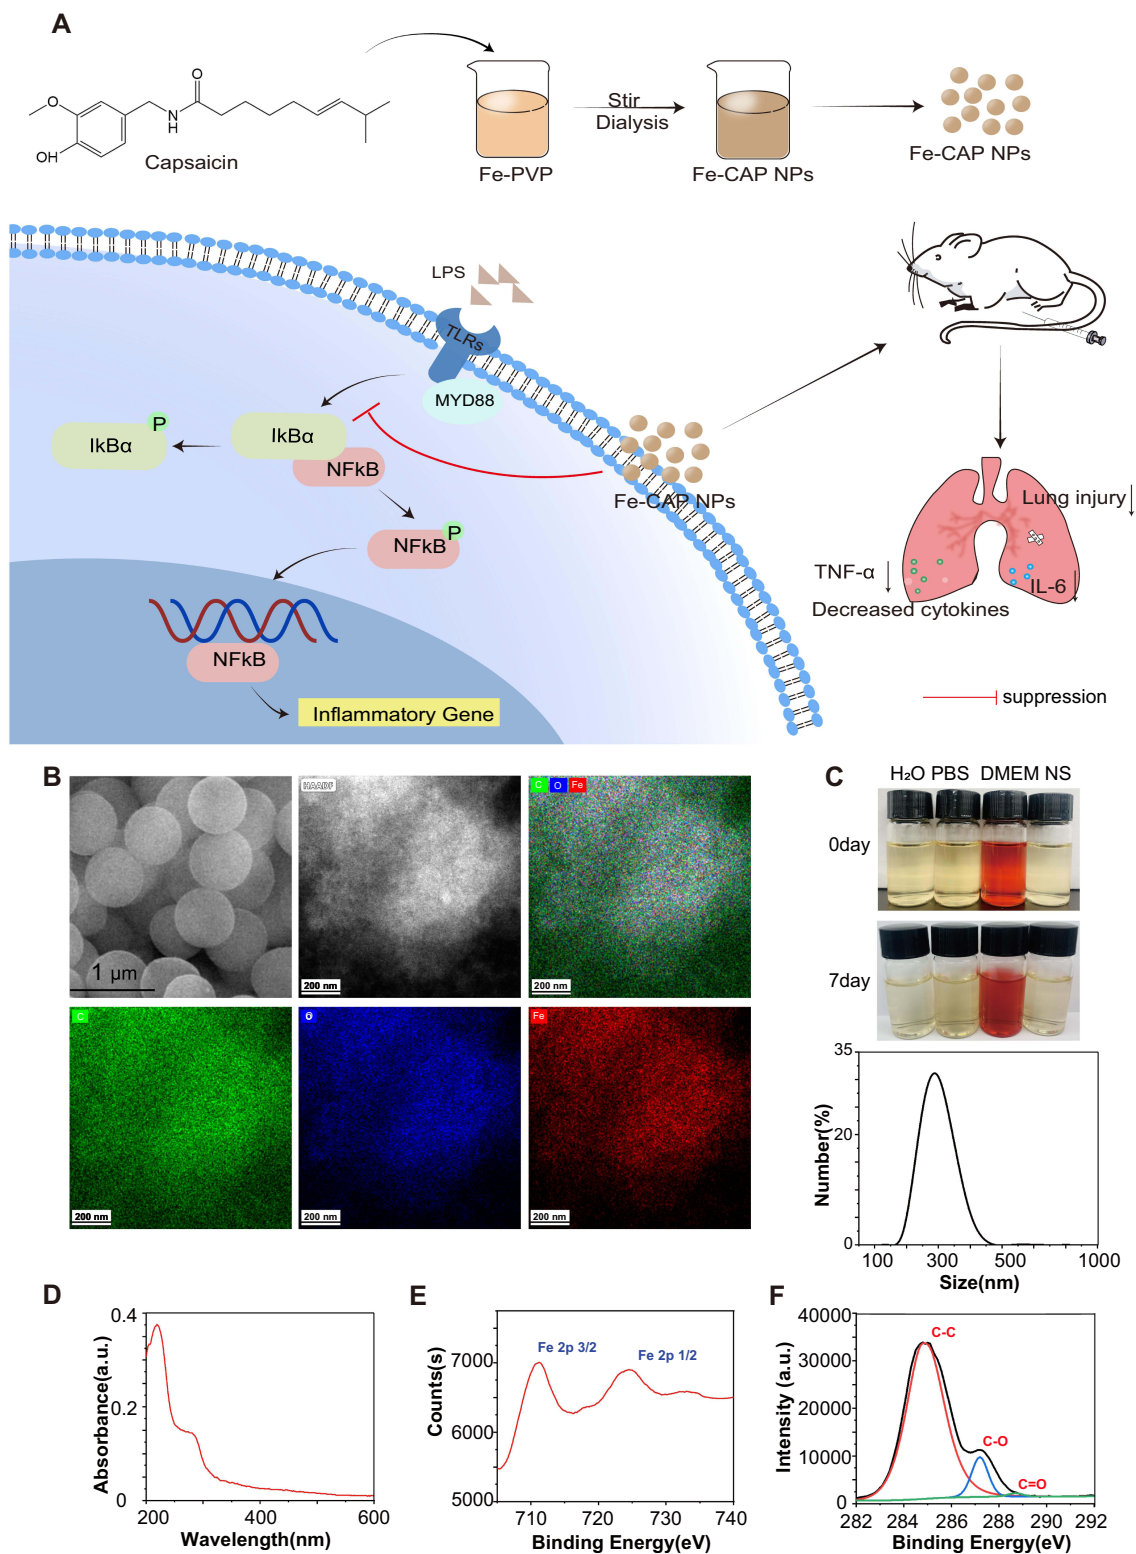 A
O
O
N
H
O
OH
Capsaicin
Fe-PVP
Stir
Dialysis
Fe-CAP NPs
Fe-CAP NPs
LPS
TLRs
MYD88
IkBα
P
IkBα
NFkB
NFkB
P
Fe-CAP NPs
NFkB
Inflammatory Gene
Lung injury
TNF-α
IL-6
Decreased cytokines
suppression
B
1 μm
HAADF
200 nm
C O Fe
200 nm
C
200 nm
O
200 nm
Fe
200 nm
C
H₂O PBS DMEM NS
0day
7day
35
20
0
Number(%)
100 300 500 1000
Size(nm)
D
0.4
0.2
0
Absorbance(a.u.)
200 300 400 600
Wavelength(nm)
E
7000
6000
5000
Counts(s)
Fe 2p 3/2
Fe 2p 1/2
710 720 730 740
Binding Energy(eV)
F
40000
30000
20000
10000
0
Intensity (a.u.)
C-C
C-O
C=O
282 284 286 288 290 292
Binding Energy(eV)